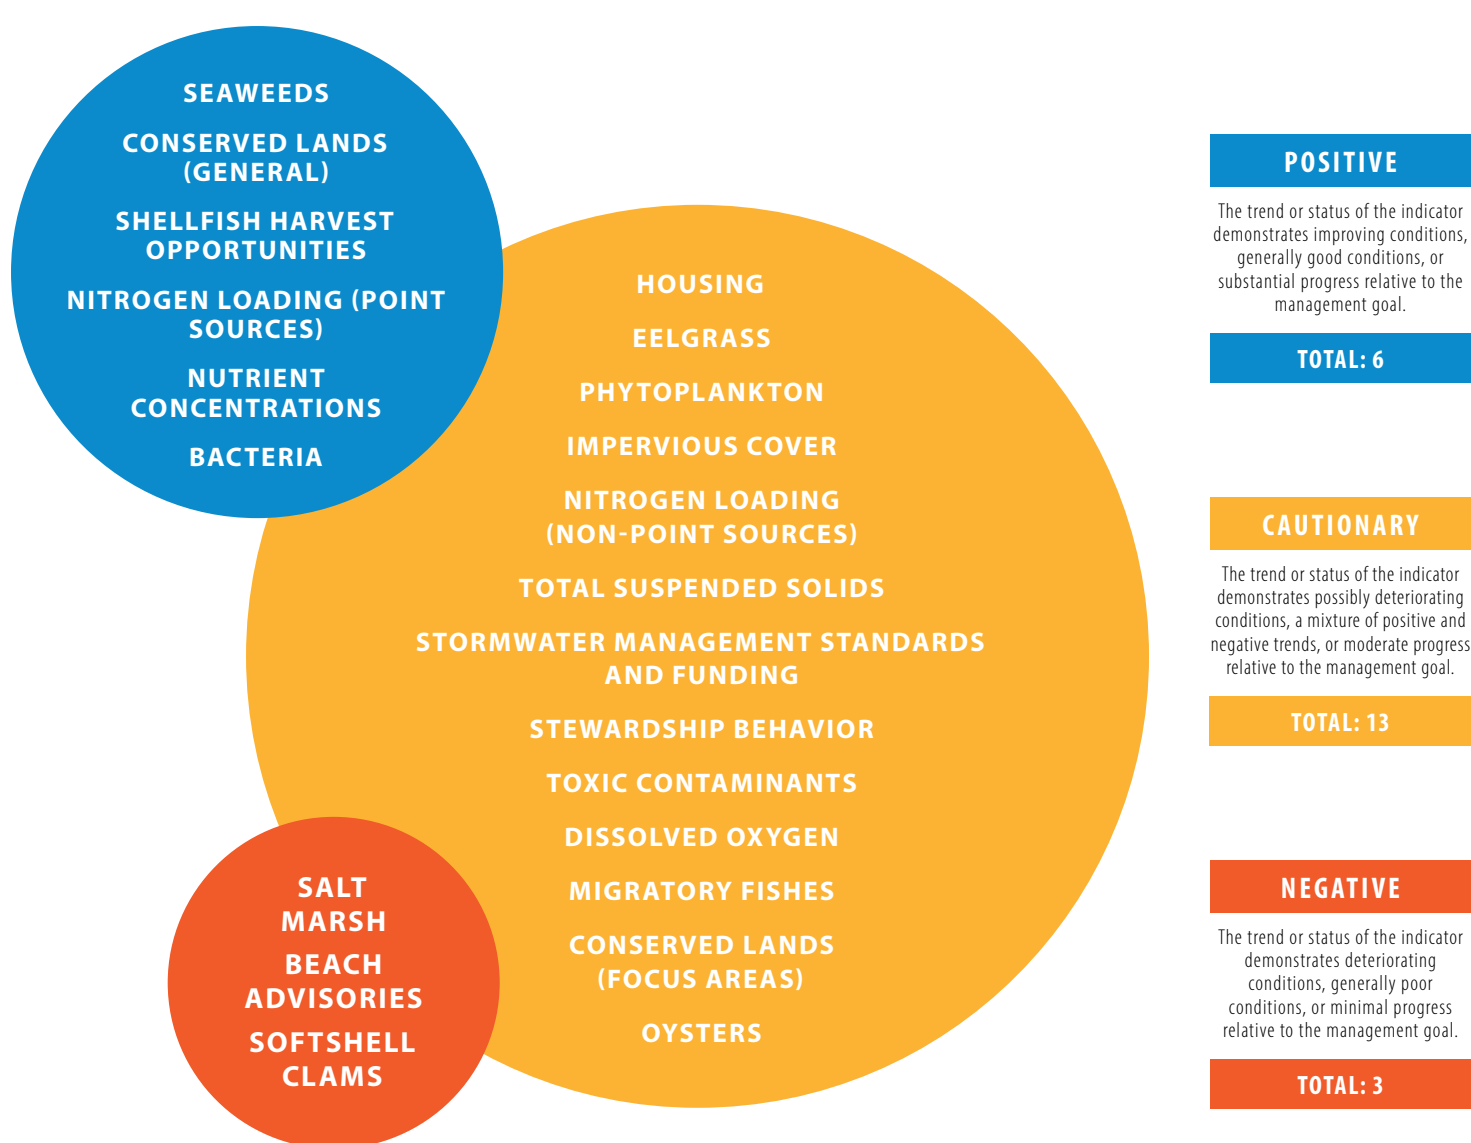 SEAWEEDS
CONSERVED LANDS
(GENERAL)
SHELLFISH HARVEST
OPPORTUNITIES
NITROGEN LOADING (POINT
SOURCES)
NUTRIENT
CONCENTRATIONS
BACTERIA
HOUSING
EELGRASS
PHYTOPLANKTON
IMPERVIOUS COVER
NITROGEN LOADING
(NON-POINT SOURCES)
TOTAL SUSPENDED SOLIDS
STORMWATER MANAGEMENT STANDARDS
AND FUNDING
STEWARDSHIP BEHAVIOR
TOXIC CONTAMINANTS
DISSOLVED OXYGEN
MIGRATORY FISHES
CONSERVED LANDS
(FOCUS AREAS)
OYSTERS
SALT
MARSH
BEACH
ADVISORIES
SOFTSHELL
CLAMS
POSITIVE
The trend or status of the indicator
demonstrates improving conditions,
generally good conditions, or
substantial progress relative to the
management goal.
TOTAL: 6
CAUTIONARY
The trend or status of the indicator
demonstrates possibly deteriorating
conditions, a mixture of positive and
negative trends, or moderate progress
relative to the management goal.
TOTAL: 13
NEGATIVE
The trend or status of the indicator
demonstrates deteriorating
conditions, generally poor
conditions, or minimal progress
relative to the management goal.
TOTAL: 3